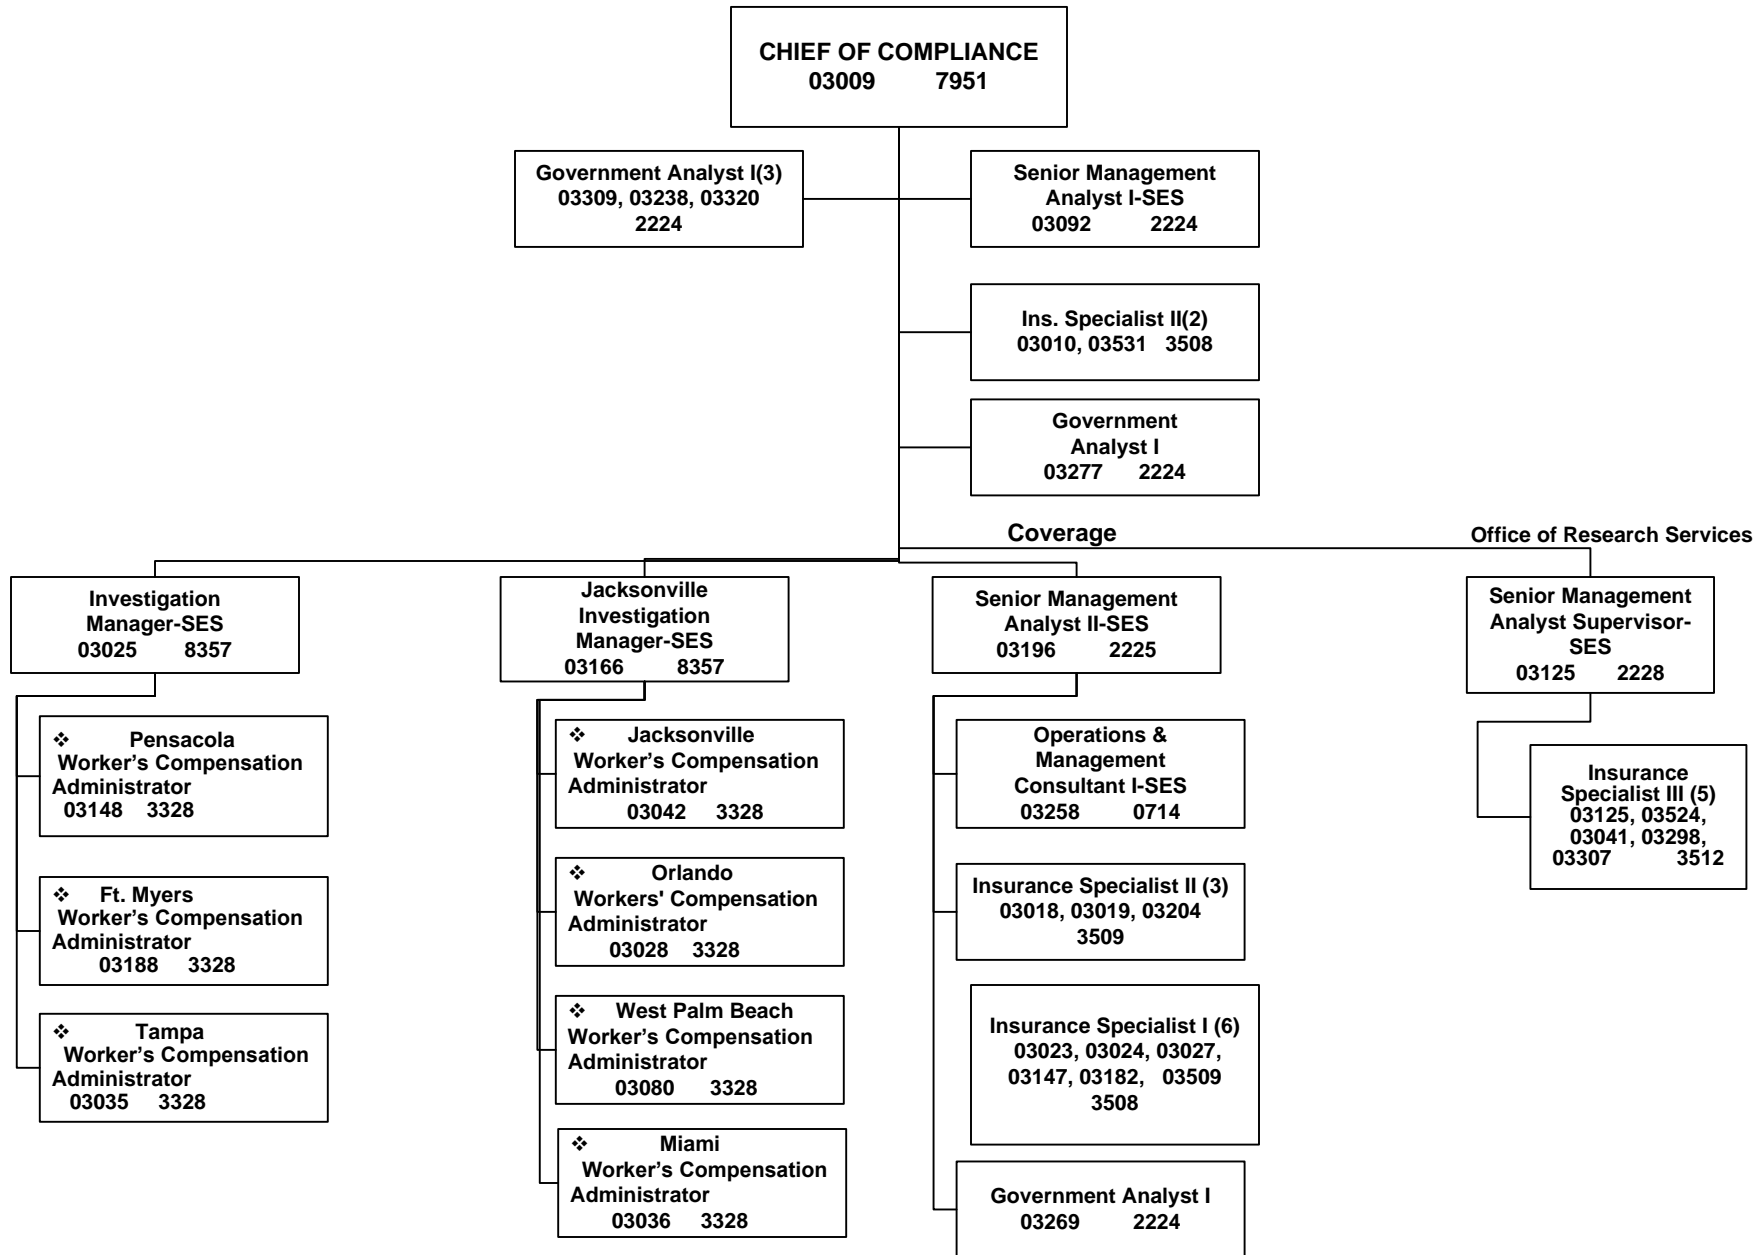 CHIEF OF COMPLIANCE
03009 7951
Government Analyst I(3)
03309, 03238, 03320
2224
Senior Management
Analyst I-SES
03092 2224
Ins. Specialist II(2)
03010, 03531 3508
Government
Analyst I
03277 2224
Coverage
Office of Research Services
Investigation
Manager-SES
03025 8357
Jacksonville
Investigation
Manager-SES
03166 8357
Senior Management
Analyst II-SES
03196 2225
Senior Management
Analyst Supervisor-
SES
03125 2228
❖ Pensacola
Worker’s Compensation
Administrator
03148 3328
❖ Ft. Myers
Worker’s Compensation
Administrator
03188 3328
❖ Tampa
Worker’s Compensation
Administrator
03035 3328
❖ Jacksonville
Worker’s Compensation
Administrator
03042 3328
❖ Orlando
Workers' Compensation
Administrator
03028 3328
❖ West Palm Beach
Worker’s Compensation
Administrator
03080 3328
❖ Miami
Worker’s Compensation
Administrator
03036 3328
Operations &
Management
Consultant I-SES
03258 0714
Insurance Specialist II (3)
03018, 03019, 03204
3509
Insurance Specialist I (6)
03023, 03024, 03027,
03147, 03182, 03509
3508
Government Analyst I
03269 2224
Insurance
Specialist III (5)
03125, 03524,
03041, 03298,
03307 3512